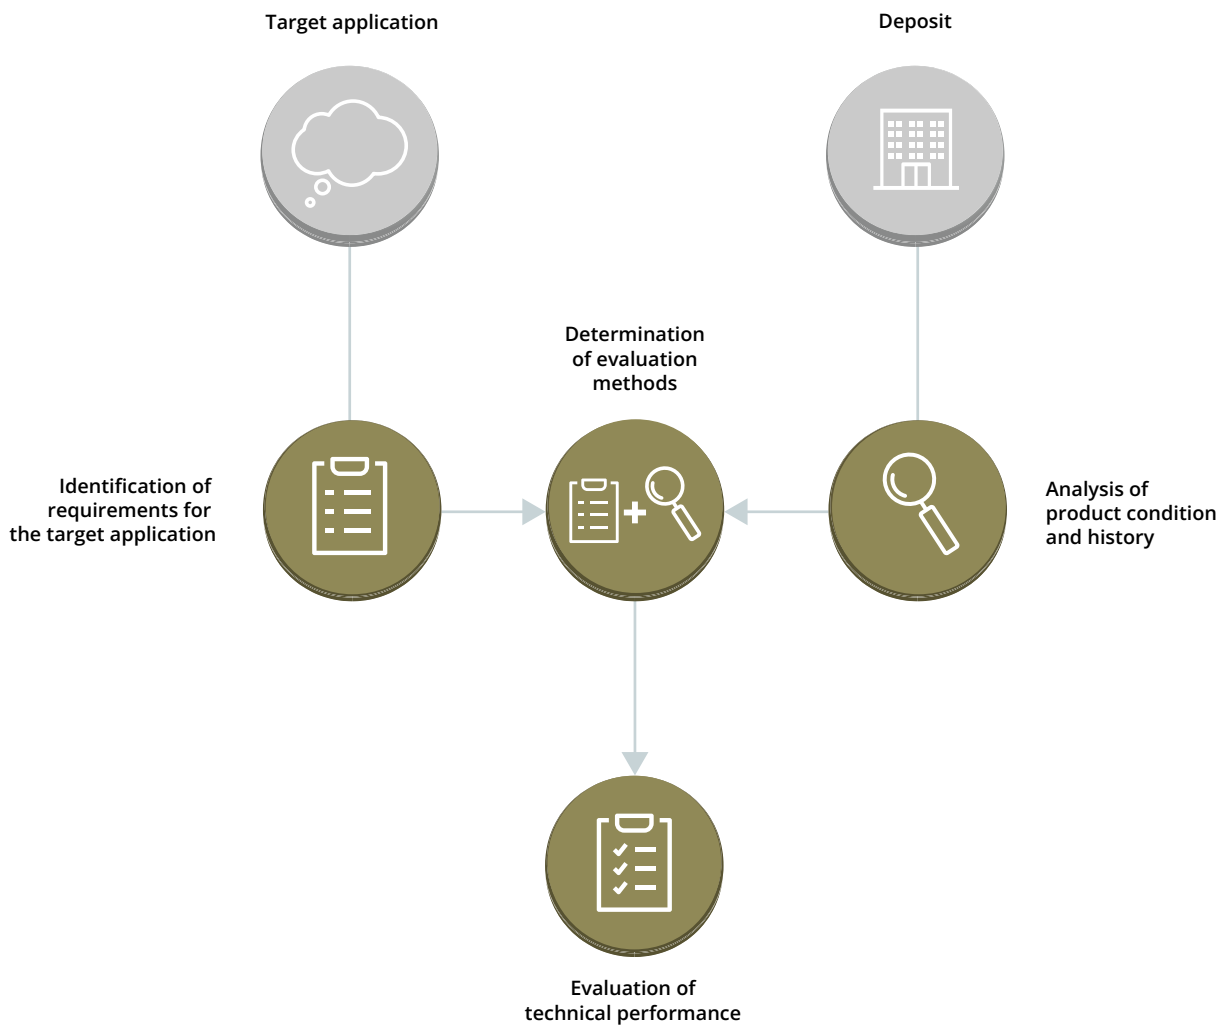 Target application
Deposit
Determination
of evaluation
methods
Identification of
requirements for
the target application
Analysis of
product condition
and history
Evaluation of
technical performance